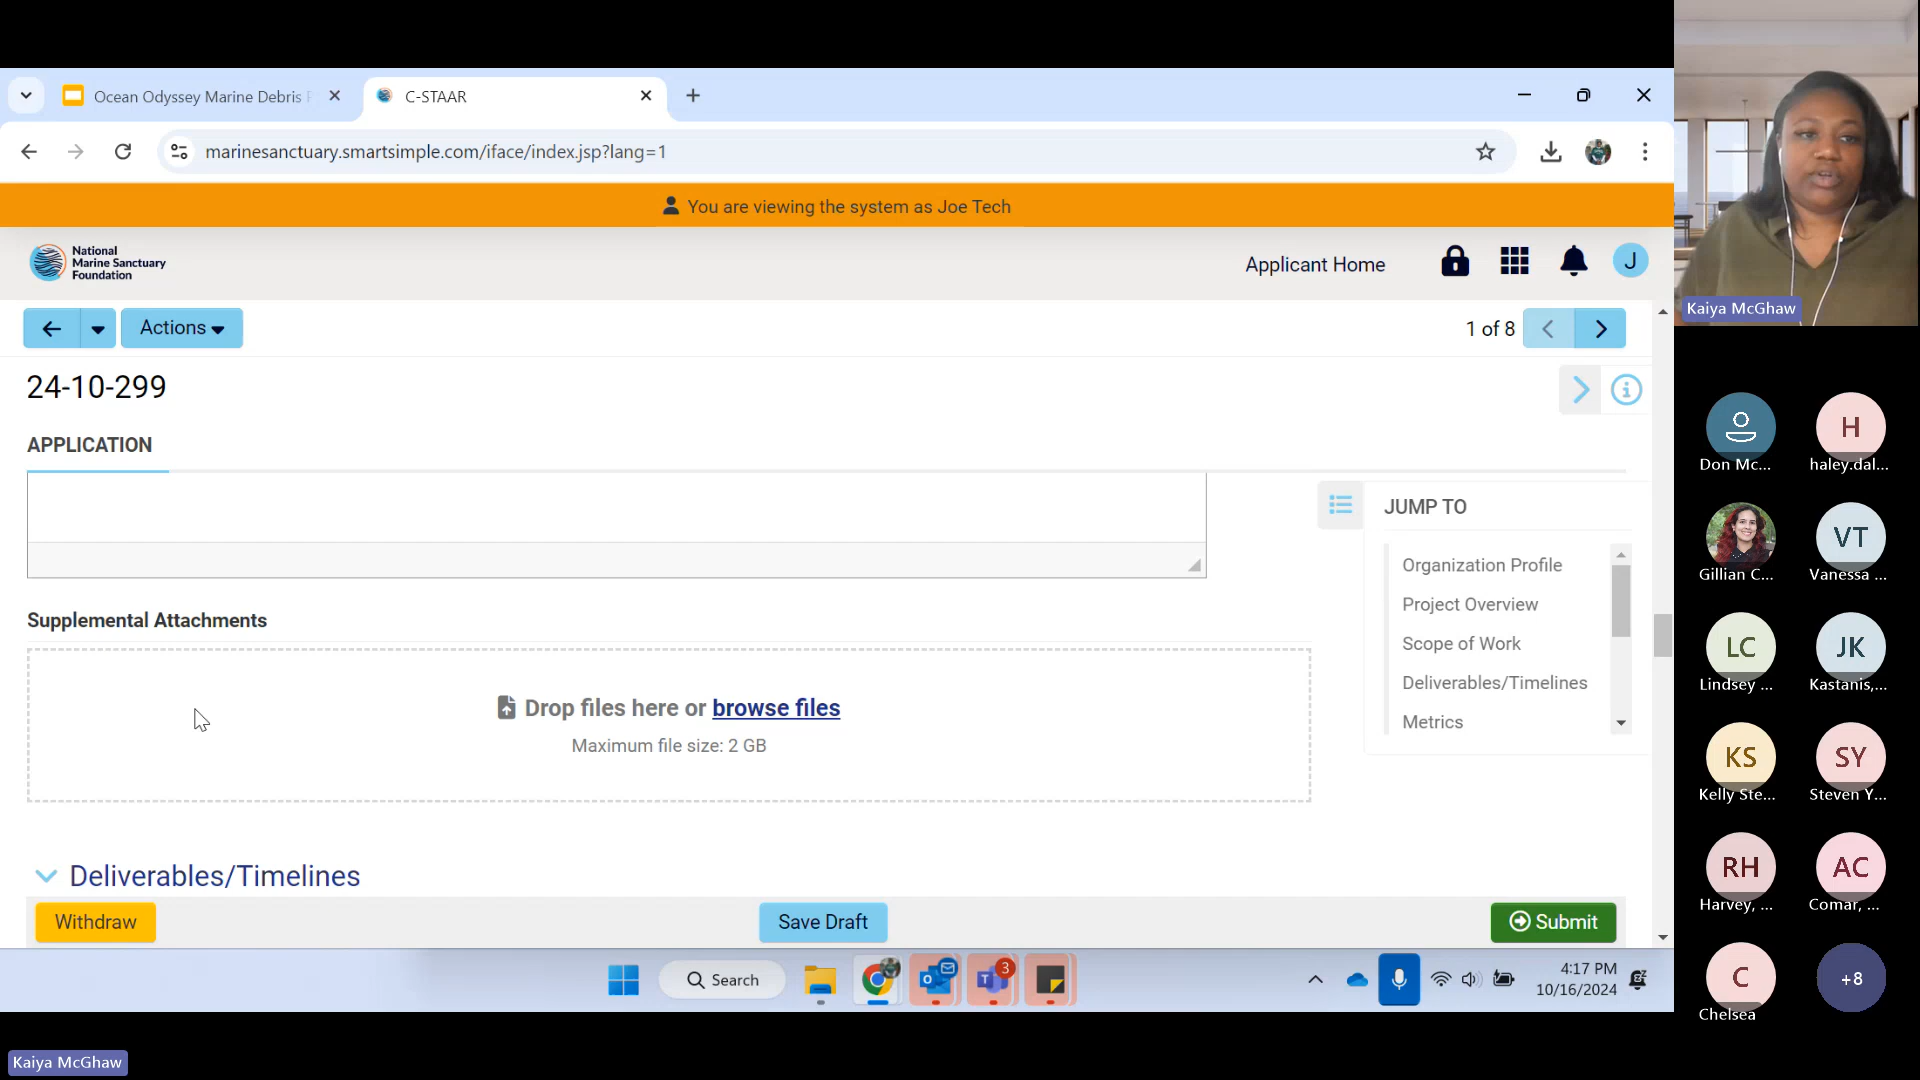 Ocean Odyssey Marine Debris
C-STAAR
marinesanctuary.smartsimple.com/iface/index.jsp?lang=1
You are viewing the system as Joe Tech
National
Marine Sanctuary
Foundation
Applicant Home
J
Actions
1 of 8
24-10-299
APPLICATION
JUMP TO
Organization Profile
Project Overview
Scope of Work
Deliverables/Timelines
Metrics
Supplemental Attachments
Drop files here or browse files
Maximum file size: 2 GB
Deliverables/Timelines
Withdraw
Save Draft
Submit
Search
3
4:17 PM
10/16/2024
Kaiya McGhaw
Kaiya McGhaw
Don Mc...
H
haley.dal...
Gillian C...
VT
Vanessa ...
LC
Lindsey ...
JK
Kastanis,...
KS
Kelly Ste...
SY
Steven Y...
RH
Harvey, ...
AC
Comar, ...
C
Chelsea
+8